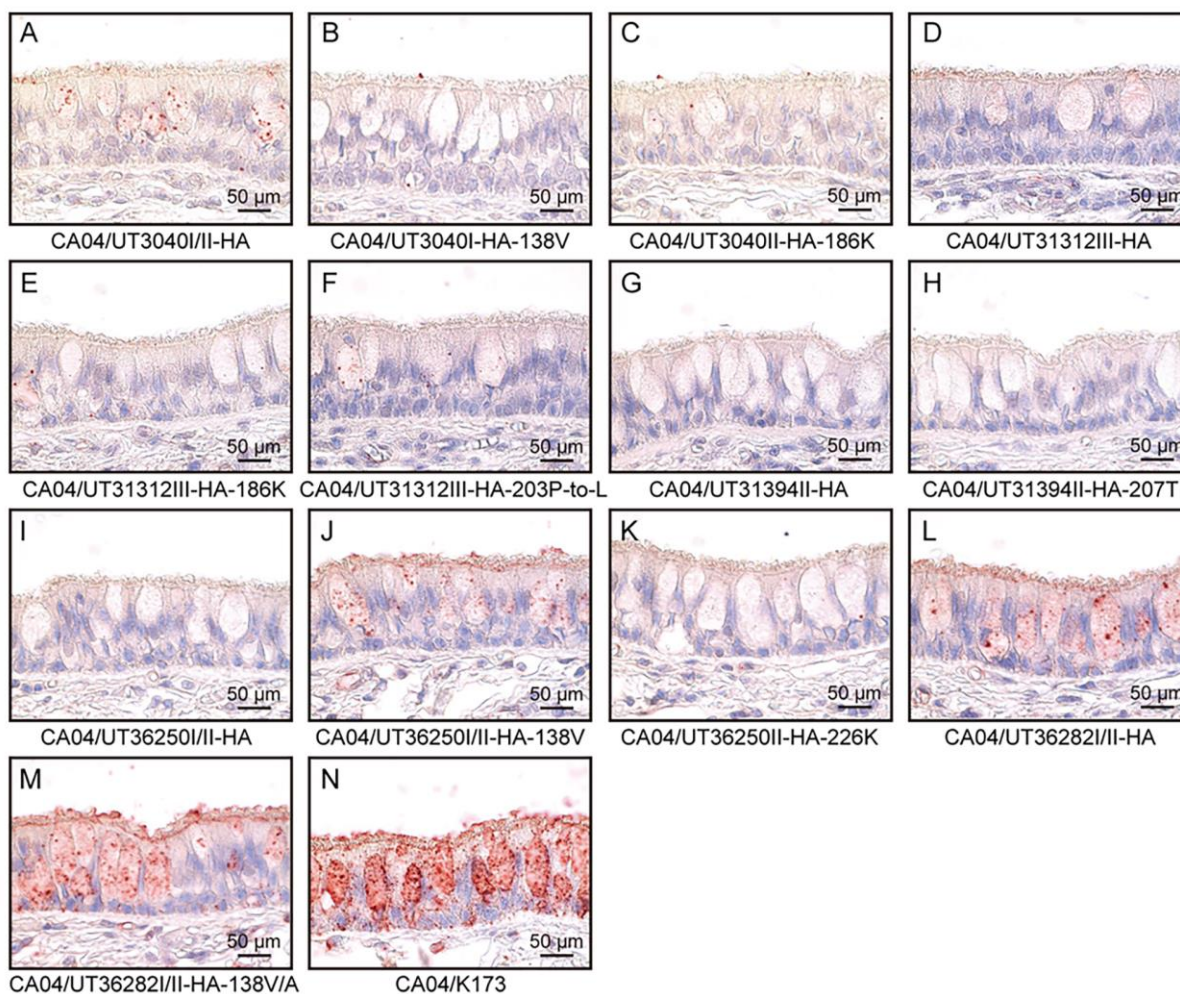 A B C D
50 µm 50 µm 50 µm 50 µm
CA04/UT3040I/II-HA CA04/UT3040I-HA-138V CA04/UT3040II-HA-186K CA04/UT31312III-HA
E F G H
50 µm 50 µm 50 µm 50 µm
CA04/UT31312III-HA-186K CA04/UT31312III-HA-203P-to-L CA04/UT31394II-HA CA04/UT31394II-HA-207T
I J K L
50 µm 50 µm 50 µm 50 µm
CA04/UT36250I/II-HA CA04/UT36250I/II-HA-138V CA04/UT36250II-HA-226K CA04/UT36282I/II-HA
M N
50 µm 50 µm
CA04/UT36282I/II-HA-138V/A CA04/K173